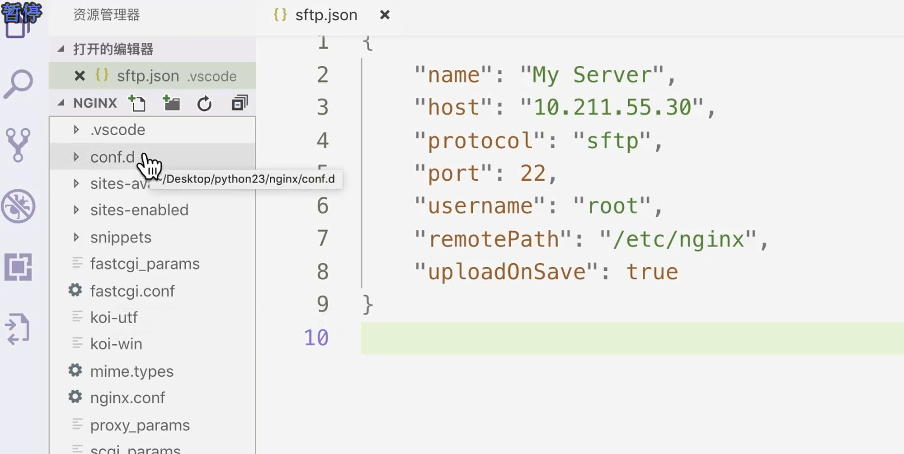 暂停
资源管理器
打开的编辑器
sftp.json .vscode
NGINX
.vscode
conf.d
~/Desktop/python23/nginx/conf.d
sites-av
sites-enabled
snippets
fastcgi_params
fastcgi.conf
koi-utf
koi-win
mime.types
nginx.conf
proxy_params
scgi_params
{} sftp.json
1 {
2 "name": "My Server",
3 "host": "10.211.55.30",
4 "protocol": "sftp",
5 "port": 22,
6 "username": "root",
7 "remotePath": "/etc/nginx",
8 "uploadOnSave": true
9 }
10